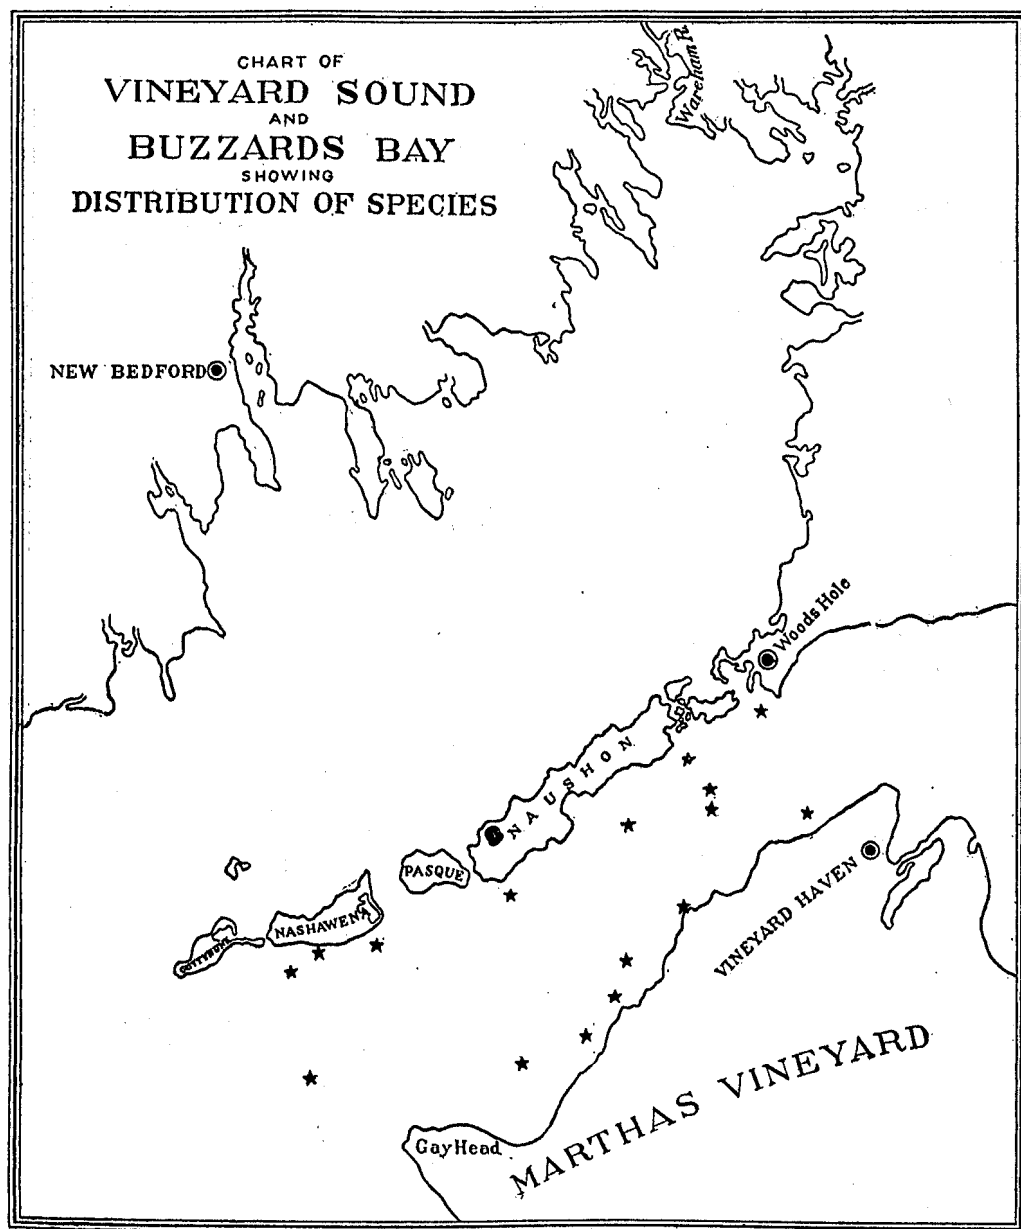 CHART OF
VINEYARD SOUND
AND
BUZZARDS BAY
SHOWING
DISTRIBUTION OF SPECIES
Wareham R.
NEW BEDFORD
Woods Hole
NAUSHON
PASQUE
NASHAWENA
CUTTYHUNK
VINEYARD HAVEN
MARTHAS VINEYARD
Gay Head